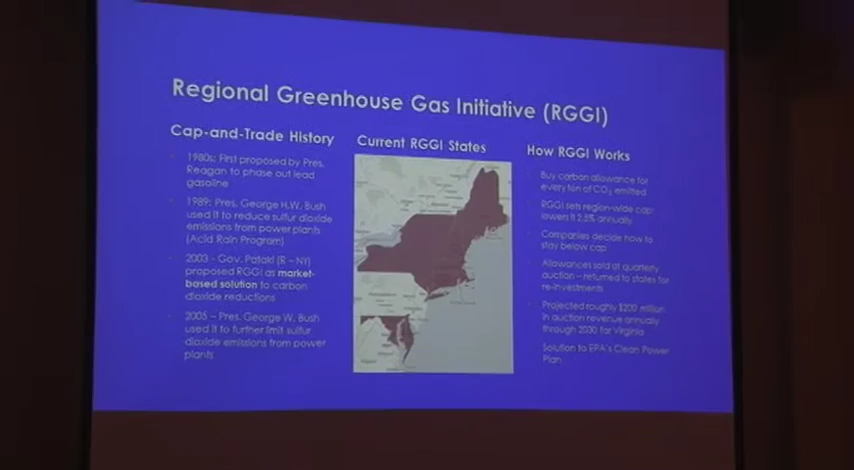 Regional Greenhouse Gas Initiative (RGGI)
Cap-and-Trade History
1980s: First proposed by Pres.
Reagan to phase out lead
gasoline
1989: Pres. George H.W. Bush
used it to reduce sulfur dioxide
emissions from power plants
(Acid Rain Program)
2003 - Gov. Pataki (R – NY)
proposed RGGI as market-
based solution to carbon
dioxide reductions
2005 – Pres. George W. Bush
used it to further limit sulfur
dioxide emissions from power
plants
Current RGGI States
How RGGI Works
Buy carbon allowance for
every ton of CO₂ emitted
RGGI sets region-wide cap;
lowers it 2.5% annually
Companies decide how to
stay below cap
Allowances sold at quarterly
auction – returned to states for
re-investments
Projected roughly $200 million
in auction revenue annually
through 2030 for Virginia
Solution to EPA's Clean Power
Plan